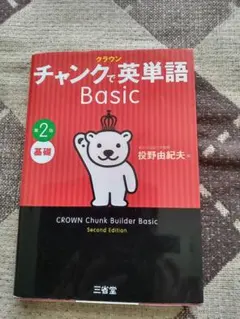 クラウン
チャンクで英単語
Basic
第2版
基礎
投野由紀夫
CROWN Chunk Builder Basic
Second Edition
三省堂